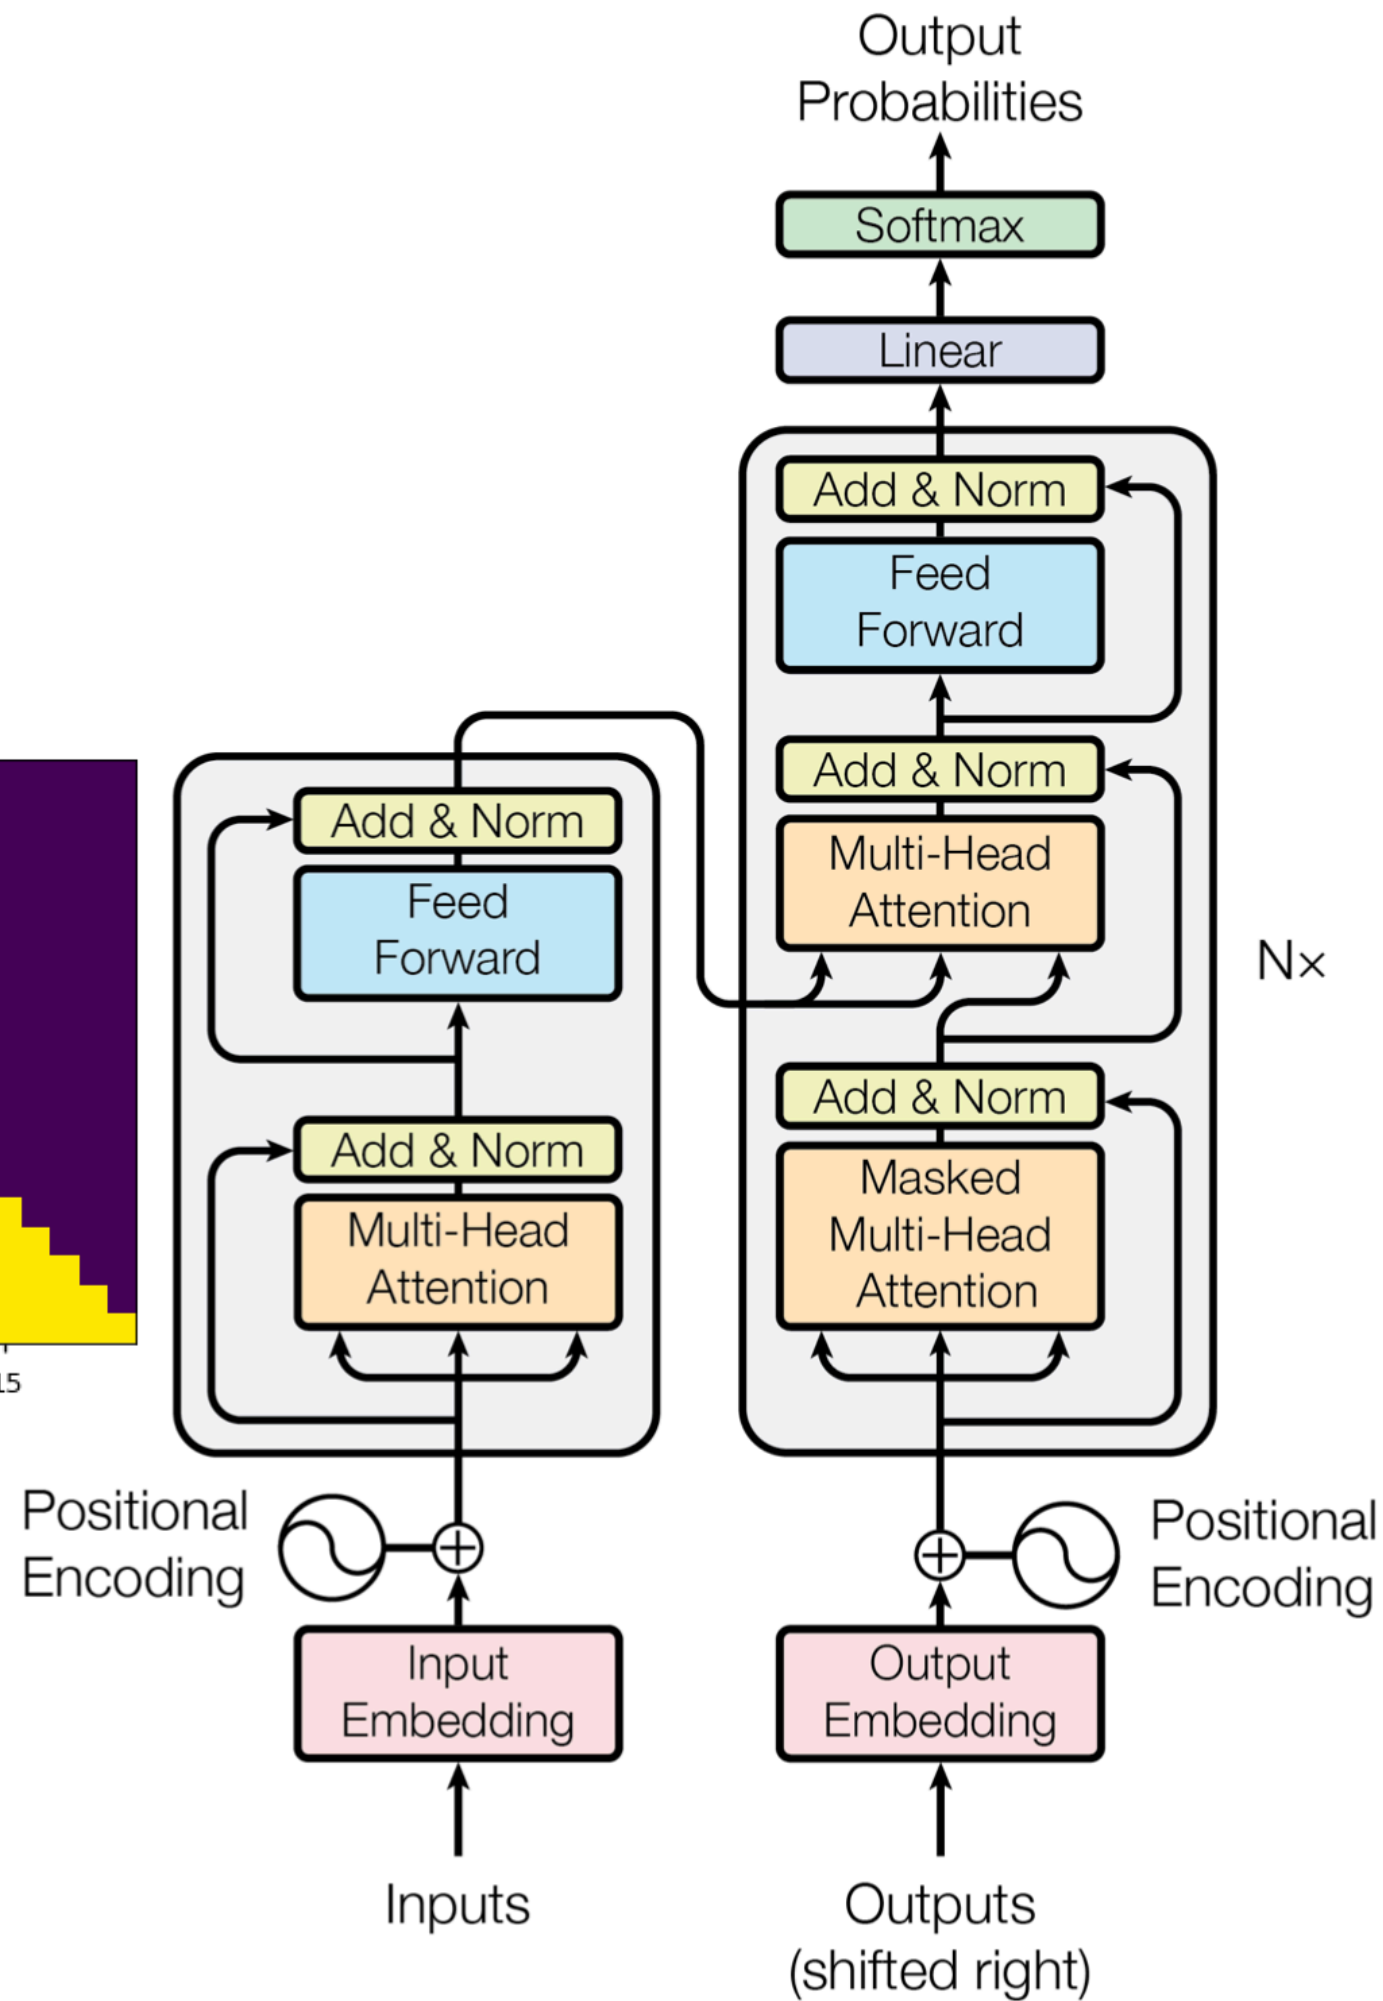 Output
Probabilities
Softmax
Linear
Add & Norm
Feed
Forward
Add & Norm
Multi-Head
Attention
Add & Norm
Masked
Multi-Head
Attention
Nx
Add & Norm
Feed
Forward
Add & Norm
Multi-Head
Attention
15
Positional
Encoding
Positional
Encoding
Input
Embedding
Output
Embedding
Inputs
Outputs
(shifted right)